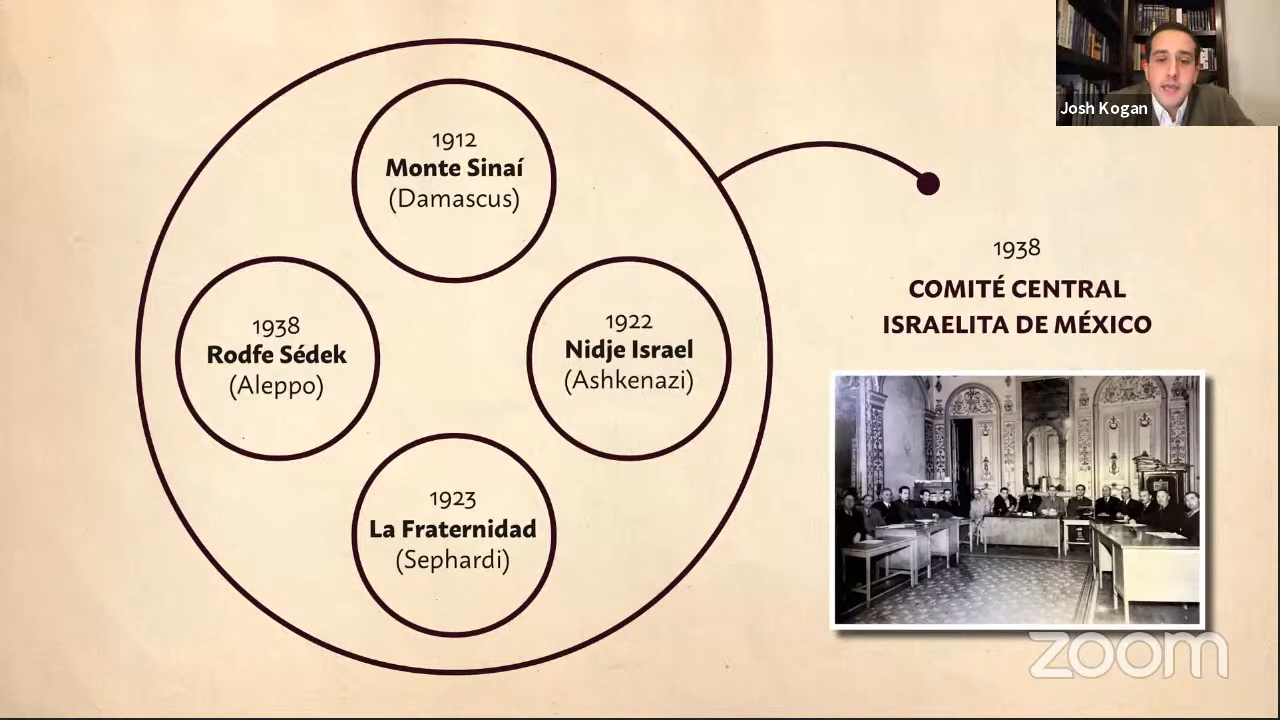 1912
Monte Sinaí
(Damascus)
1938
Rodfe Sédek
(Aleppo)
1922
Nidje Israel
(Ashkenazi)
1923
La Fraternidad
(Sephardi)
1938
COMITÉ CENTRAL
ISRAELITA DE MÉXICO
Josh Kogan
zoom